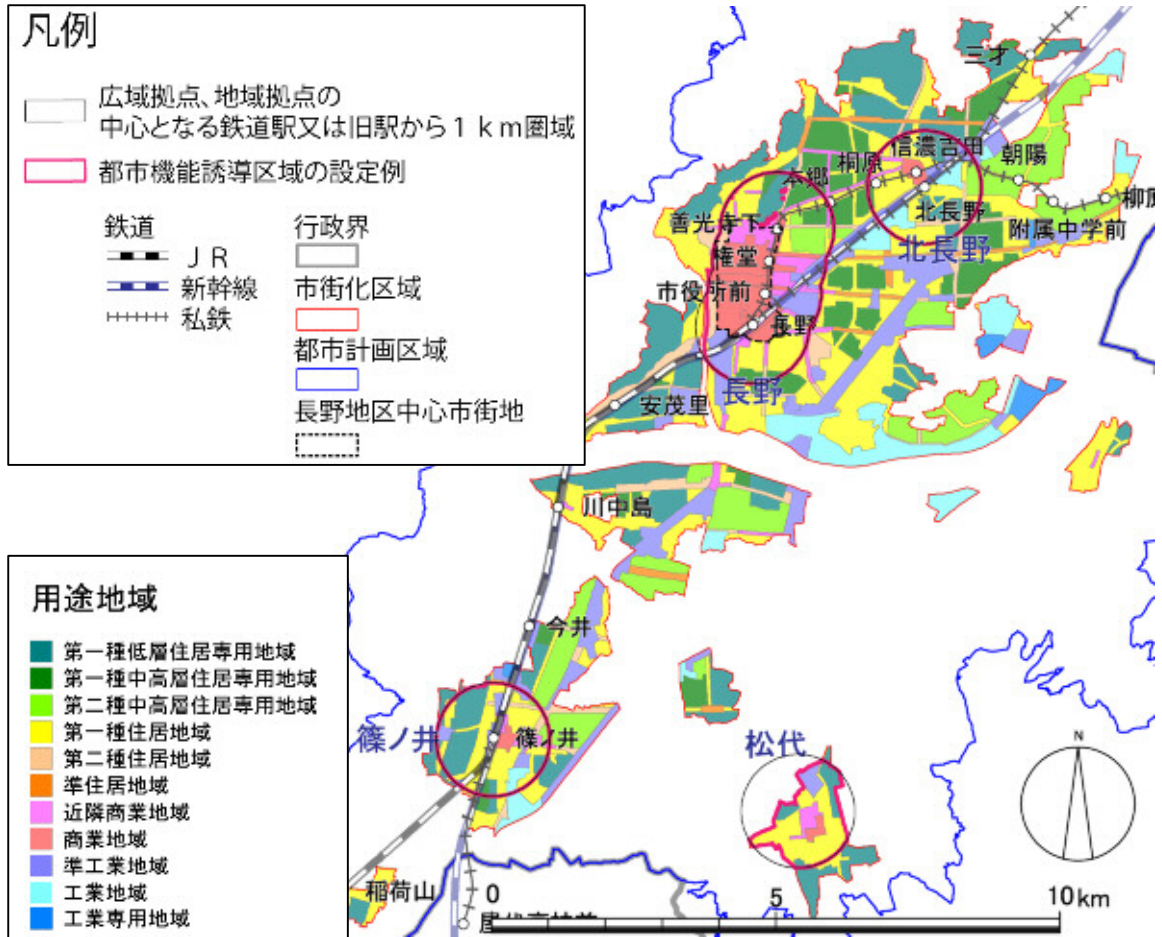 凡例
広域拠点、地域拠点の
中心となる鉄道駅又は旧駅から1km圏域
都市機能誘導区域の設定例
鉄道
JR
新幹線
私鉄
行政界
市街化区域
都市計画区域
長野地区中心市街地
用途地域
第一種低層住居専用地域
第一種中高層住居専用地域
第二種中高層住居専用地域
第一種住居地域
第二種住居地域
準住居地域
近隣商業地域
商業地域
準工業地域
工業地域
工業専用地域
三才
信濃吉田
朝陽
桐原
本郷
柳原
北長野
附属中学前
善光寺下
北長野
権堂
市役所前
長野
長野
安茂里
川中島
今井
篠ノ井
篠ノ井
松代
N
稲荷山
0
5
10km